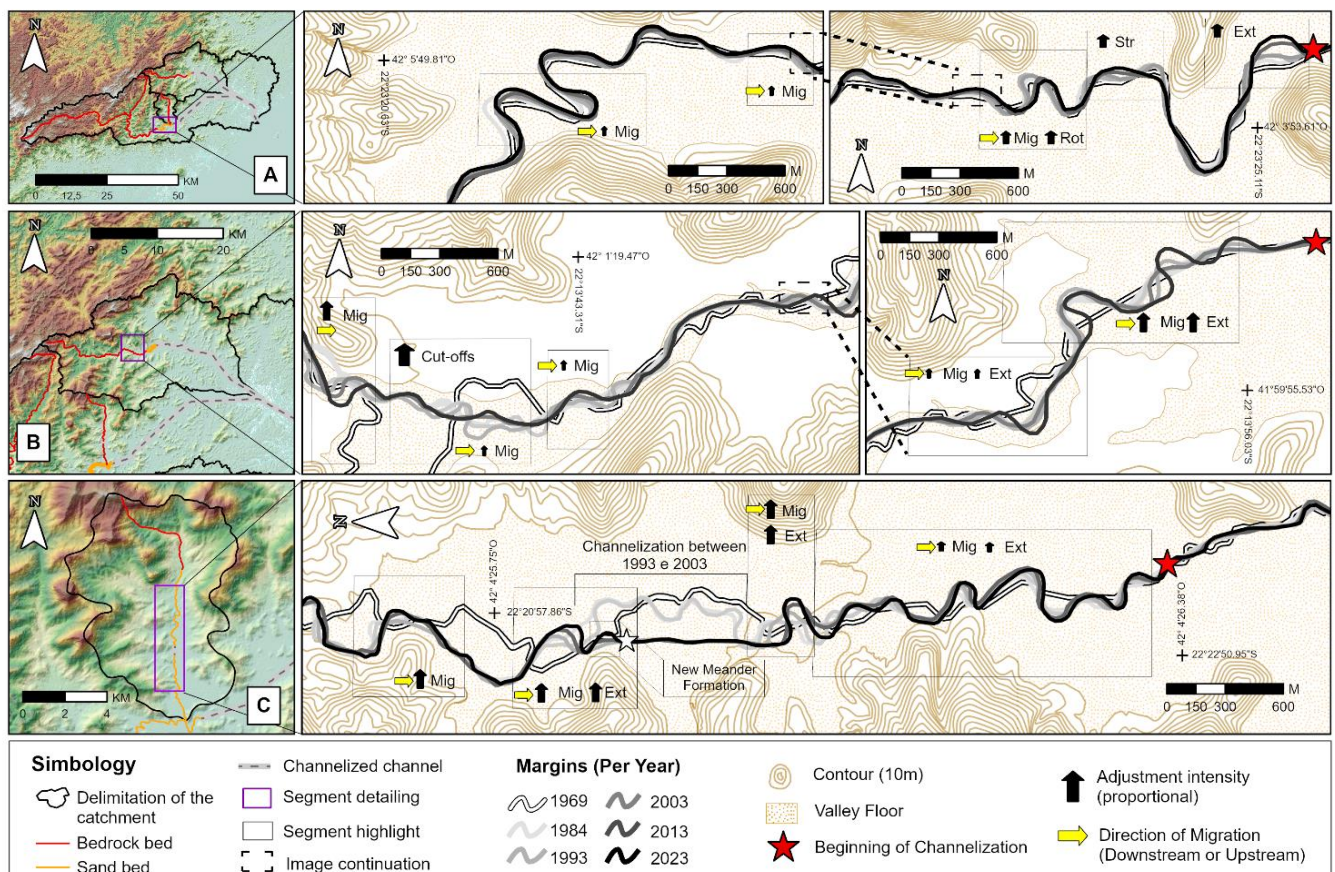 N
A
0 12,5 25 50
KM
N
42° 5'49.81"O
22°23'20.63"S
Mig
Mig
0 150 300 600
M
N
Str
Ext
Mig
Rot
42° 3'53.61"O
22°23'25.11"S
0 150 300 600
M
N
0 5 10 20
KM
B
N
0 150 300 600
M
42° 1'19.47"O
22°13'43.31"S
Mig
Cut-offs
Mig
Mig
0 150 300 600
M
N
Mig Ext
Mig Ext
41°59'55.53"O
22°13'56.03"S
N
0 2 4
KM
C
N
42° 4'25.75"O
22°20'57.86"S
Channelization between
1993 e 2003
Mig
Ext
Mig Ext
Mig
Mig Ext
New Meander
Formation
42° 4'26.38"O
22°22'50.95"S
0 150 300 600
M
Simbology
Delimitation of the
catchment
Bedrock bed
Sand bed
Channelized channel
Segment detailing
Segment highlight
Image continuation
Margins (Per Year)
1969
1984
1993
2003
2013
2023
Contour (10m)
Valley Floor
Beginning of Channelization
Adjustment intensity
(proportional)
Direction of Migration
(Downstream or Upstream)